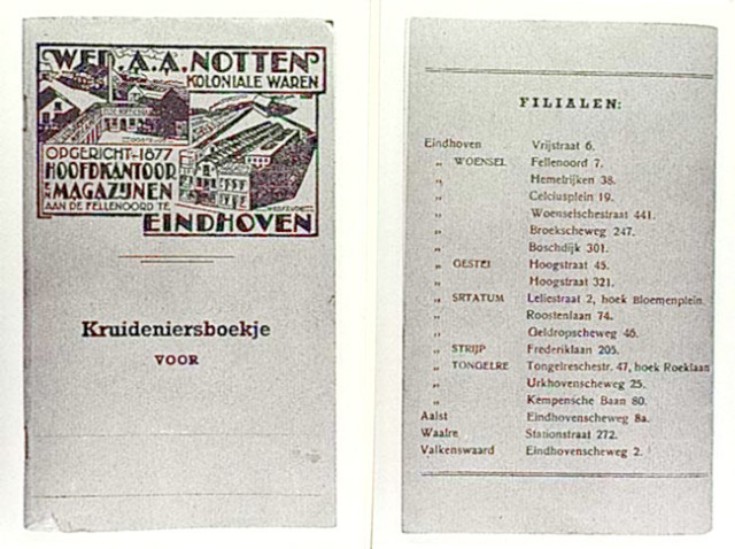 WED. A.A. NOTTEN
KOLONIALE WAREN
OPGERICHT-1877
HOOFDKANTOOR
EN MAGAZIJNEN
AAN DE FELLENOORD TE
EINDHOVEN
Kruideniersboekje
VOOR
FILIALEN:
Eindhoven Vrijstraat 6.
„ WOENSEL Fellenoord 7.
„ Hemelrijken 38.
„ Celciusplein 19.
„ Woenselschestraat 441.
„ Broekscheweg 247.
„ Boschdijk 301.
„ GESTEL Hoogstraat 45.
„ Hoogstraat 321.
„ SRTATUM Leliestraat 2, hoek Bloemenplein.
„ Roostenlaan 74.
„ Geldropscheweg 46.
„ STRIJP Frederiklaan 205.
„ TONGELRE Tongelreschestr. 47, hoek Roeklaan
„ Urkhovenscheweg 25.
„ Kempensche Baan 80.
Aalst Eindhovenscheweg 8a.
Waalre Stationstraat 272.
Valkenswaard Eindhovenscheweg 2.